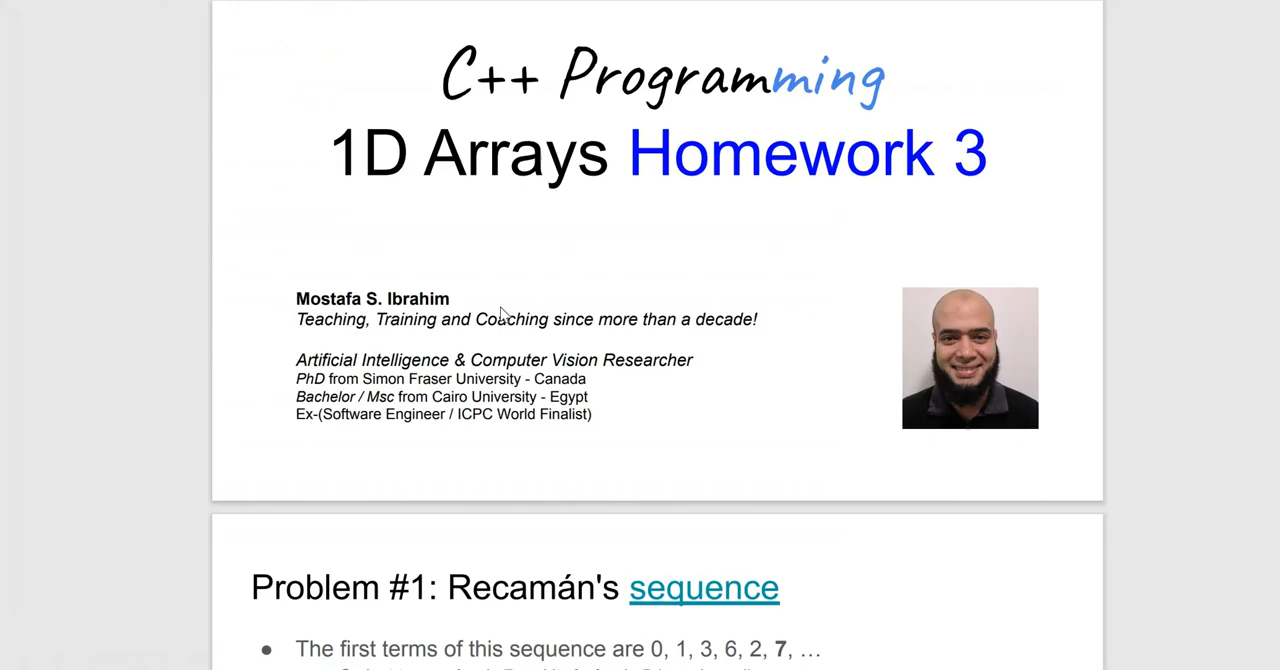 C++ Programming
1D Arrays Homework 3
Mostafa S. Ibrahim
Teaching, Training and Coaching since more than a decade!
Artificial Intelligence & Computer Vision Researcher
PhD from Simon Fraser University - Canada
Bachelor / Msc from Cairo University - Egypt
Ex-(Software Engineer / ICPC World Finalist)
Problem #1: Recamán's sequence
● The first terms of this sequence are 0, 1, 3, 6, 2, 7, …